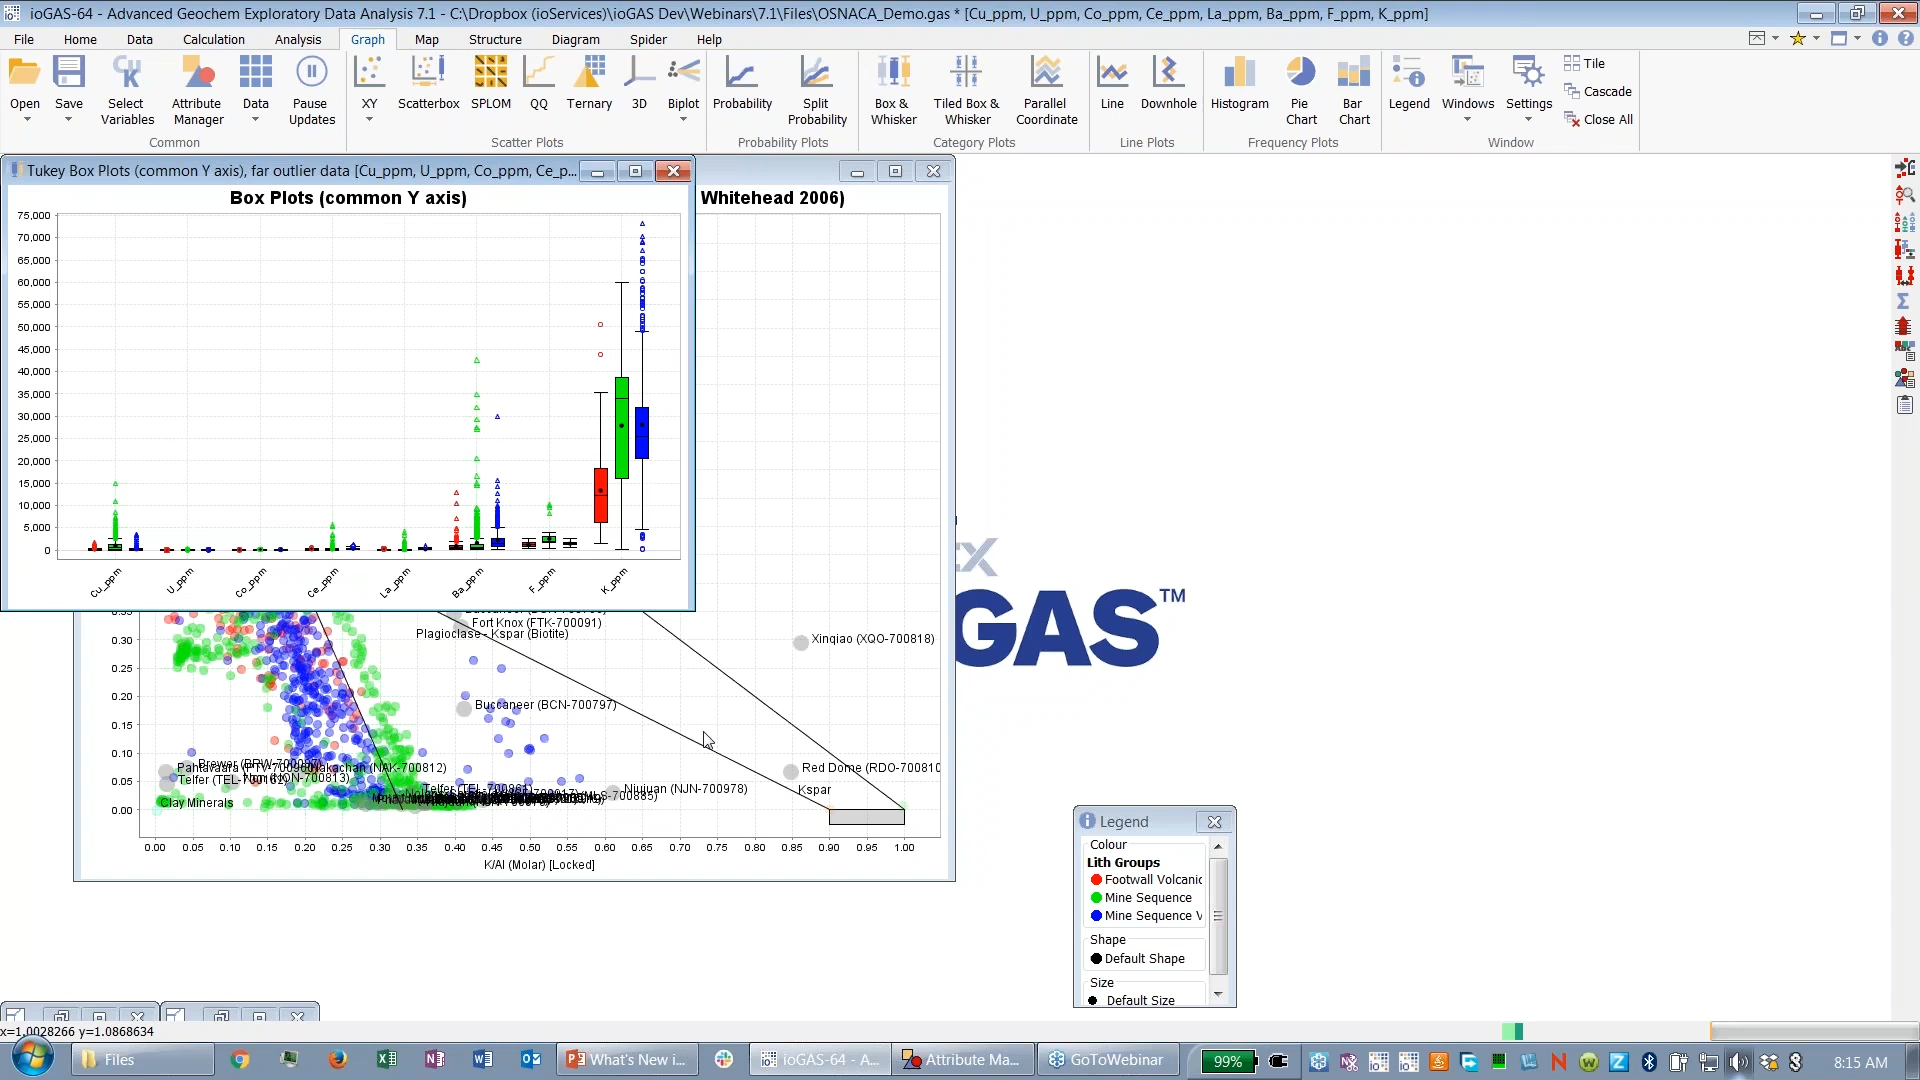 ioGAS-64 - Advanced Geochem Exploratory Data Analysis 7.1 - C:\Dropbox (ioServices)\ioGAS Dev\Webinars\7.1\Files\OSNACA_Demo.gas * [Cu_ppm, U_ppm, Co_ppm, Ce_ppm, La_ppm, Ba_ppm, F_ppm, K_ppm]
File Home Data Calculation Analysis Graph Map Structure Diagram Spider Help
Open Save Select Variables Attribute Manager Data Pause Updates XY Scatterbox SPLOM QQ Ternary 3D Biplot Probability Split Probability Box & Whisker Tiled Box & Whisker Parallel Coordinate Line Downhole Histogram Pie Chart Bar Chart Legend Windows Settings
Tile
Cascade
Close All
Common Scatter Plots Probability Plots Category Plots Line Plots Frequency Plots Window
Tukey Box Plots (common Y axis), far outlier data [Cu_ppm, U_ppm, Co_ppm, Ce_p...
Box Plots (common Y axis)
Whitehead 2006)
75,000
70,000
65,000
60,000
55,000
50,000
45,000
40,000
35,000
30,000
25,000
20,000
15,000
10,000
5,000
0
Cu_ppm U_ppm Co_ppm Ce_ppm La_ppm Ba_ppm F_ppm K_ppm
Fort Knox (FTK-700091)
Plagioclase - Kspar (Biotite)
Xinqiao (XQO-700818)
Buccaneer (BCN-700797)
Red Dome (RDO-700810
Kspar
Niujuan (NJN-700978)
Clay Minerals
0.30
0.25
0.20
0.15
0.10
0.05
0.00
0.00 0.05 0.10 0.15 0.20 0.25 0.30 0.35 0.40 0.45 0.50 0.55 0.60 0.65 0.70 0.75 0.80 0.85 0.90 0.95 1.00
K/Al (Molar) [Locked]
GAS™
Legend
Colour
Lith Groups
Footwall Volcanic
Mine Sequence
Mine Sequence V
Shape
Default Shape
Size
Default Size
x=1.0028266 y=1.0868634
Files
What's New i...
ioGAS-64 - A...
Attribute Ma...
GoToWebinar
99%
8:15 AM